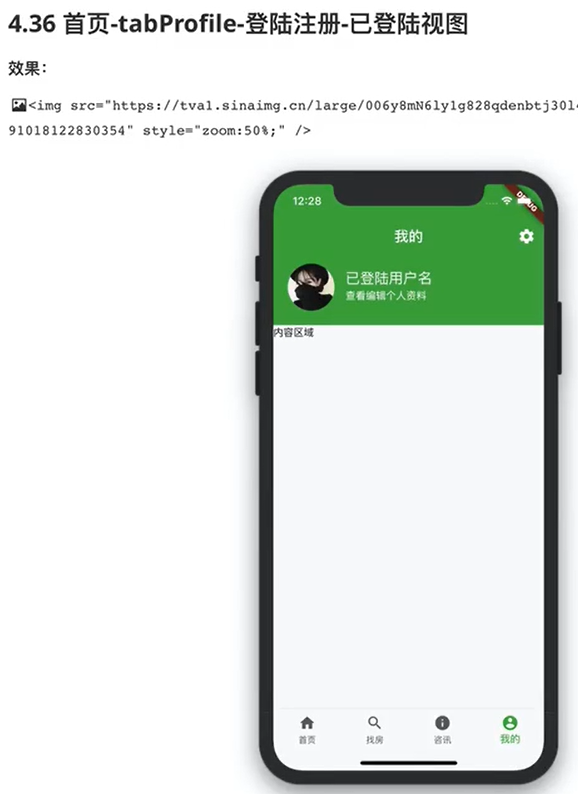 4.36 首页-tabProfile-登陆注册-已登陆视图
效果：
<img src="https://tva1.sinaimg.cn/large/006y8mN6ly1g828qdenbtj30l4
91018122830354" style="zoom:50%;" />
12:28
DEBUG
我的
已登陆用户名
查看编辑个人资料
内容区域
首页
找房
咨讯
我的